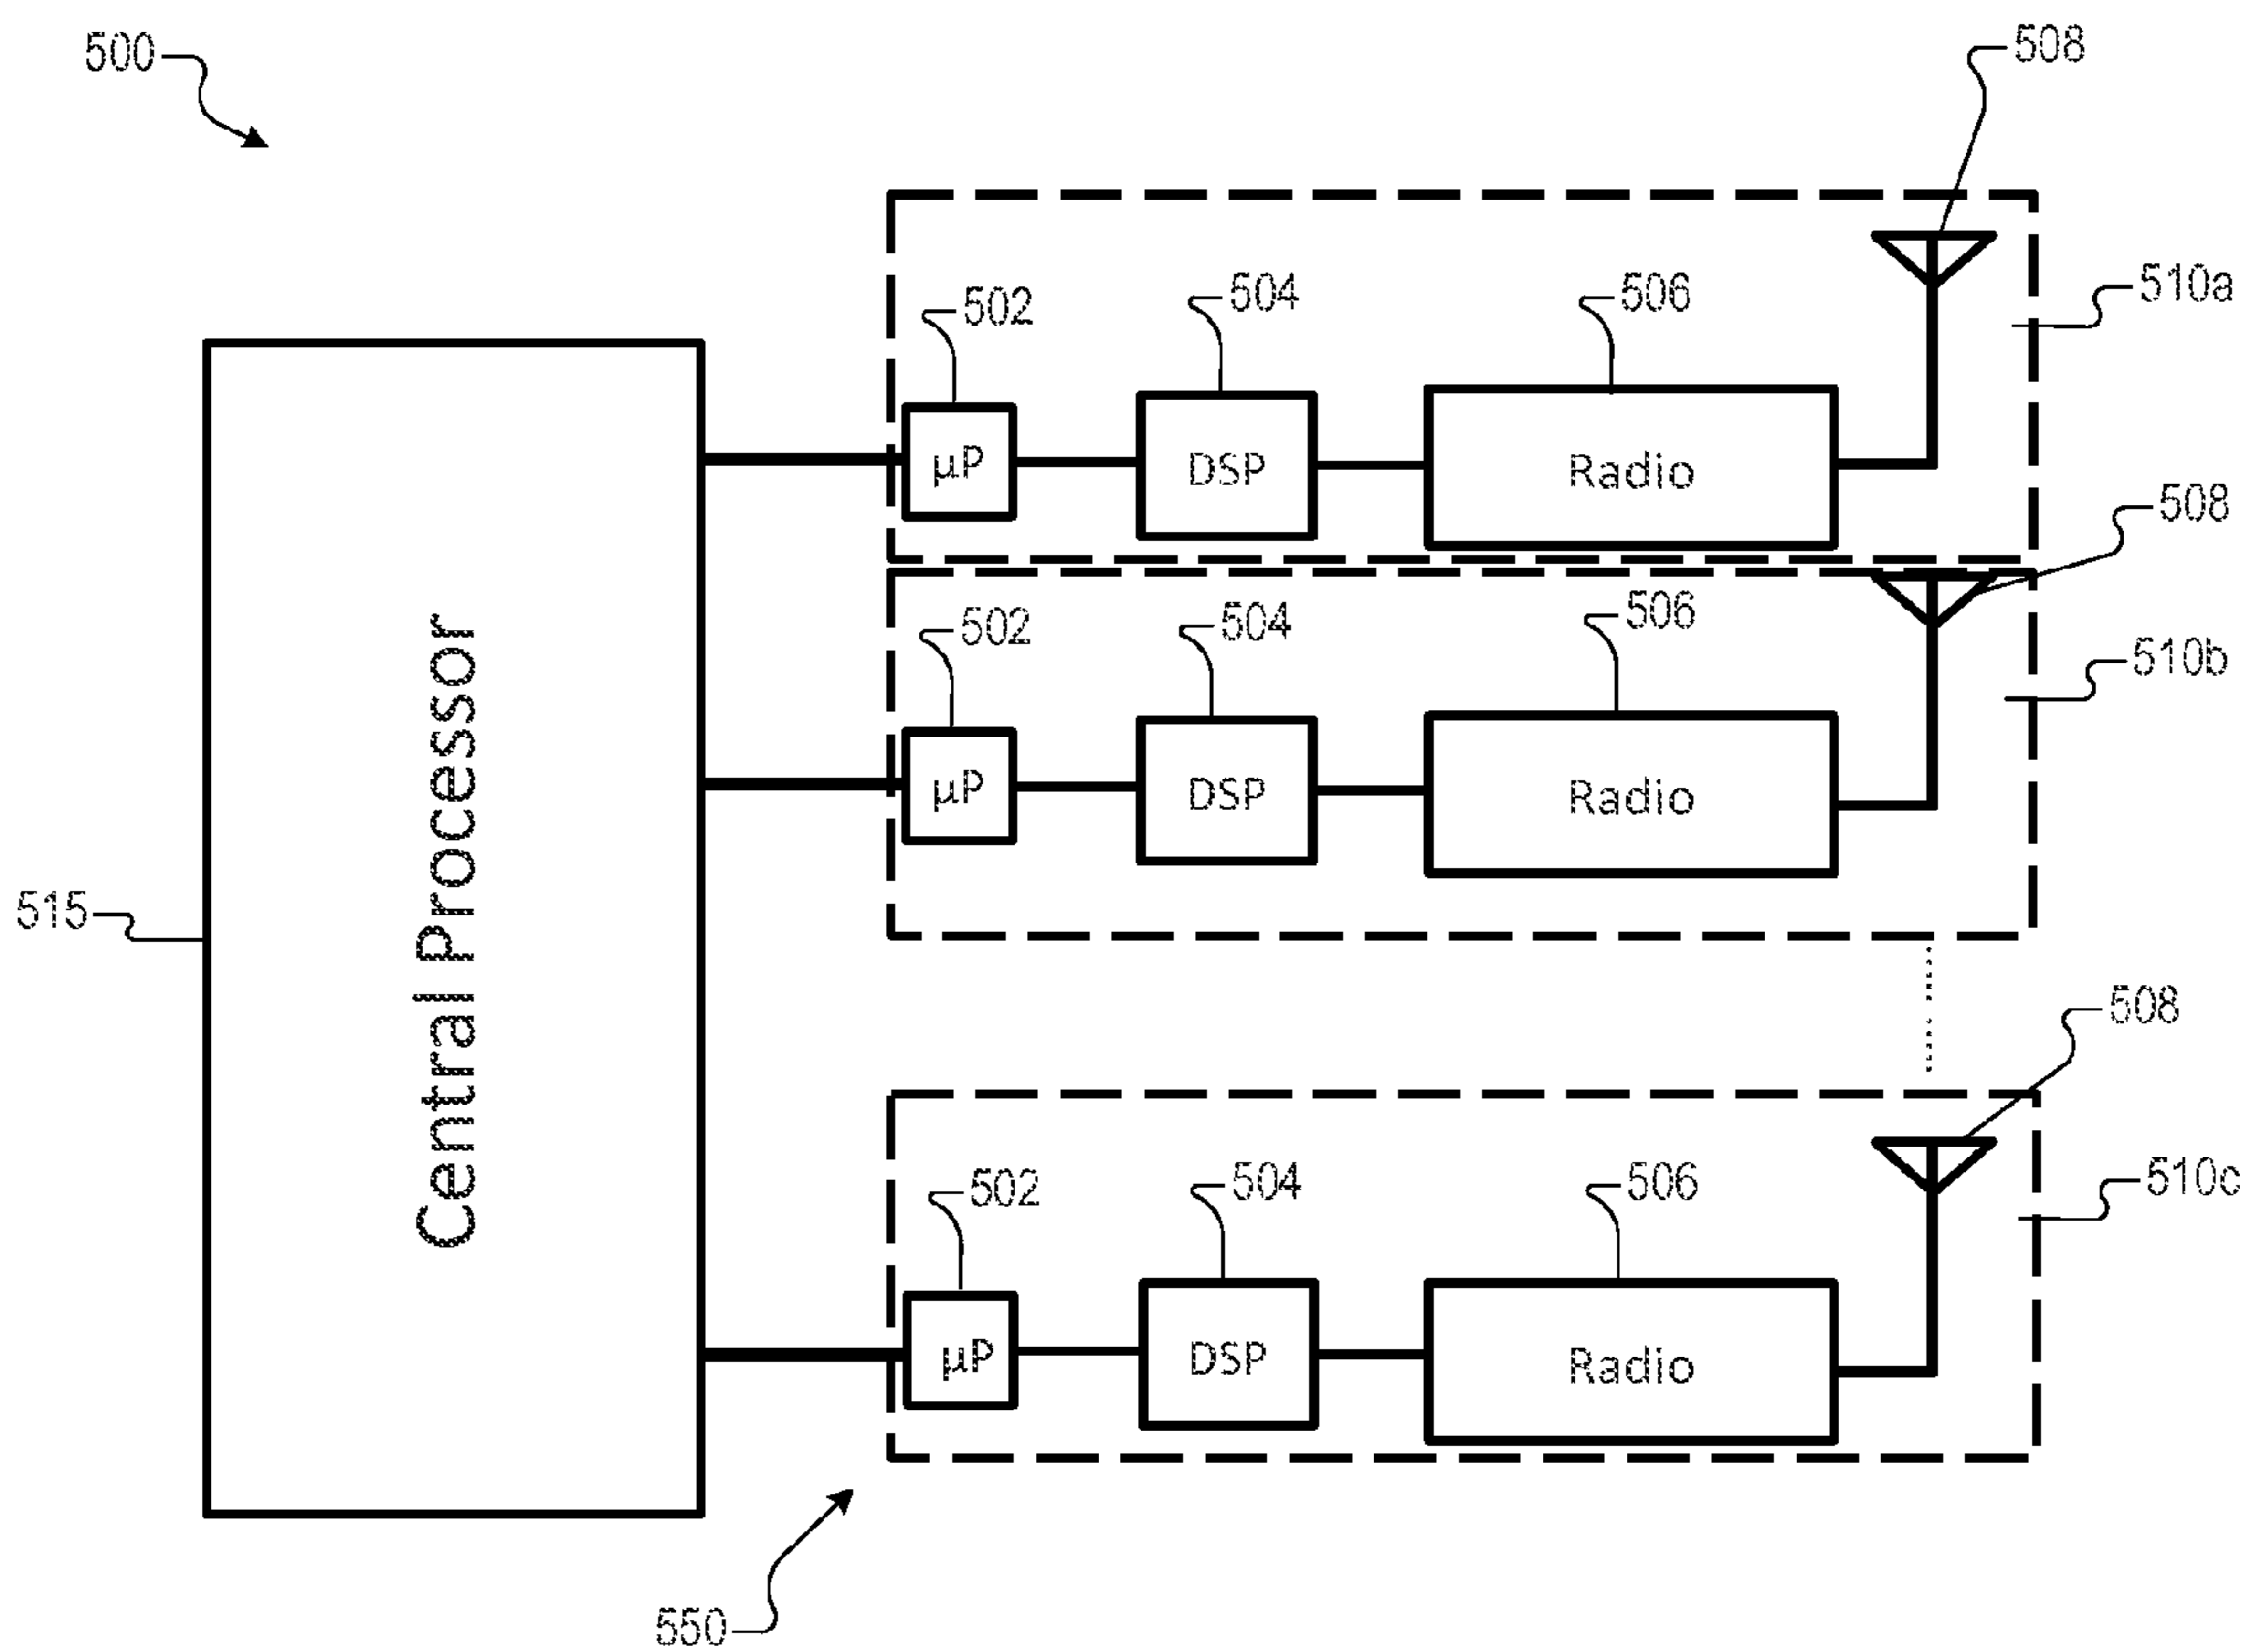 500
508
510a
502
504
506
µP
DSP
Radio
508
502
504
506
510b
µP
DSP
Radio
Central Processor
515
508
502
504
506
510c
µP
DSP
Radio
550